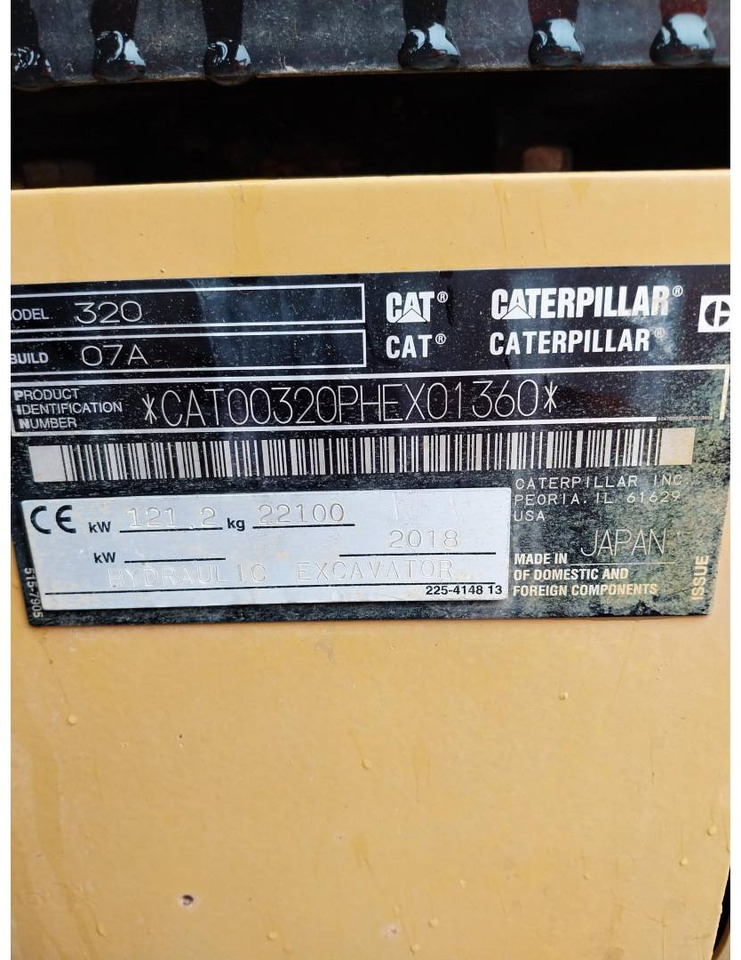 MODEL 320
BUILD 07A
CAT® CATERPILLAR®
CAT® CATERPILLAR®
PRODUCT
IDENTIFICATION
NUMBER
*CAT00320PHEX01360*
CATERPILLAR INC.
PEORIA, IL 61629
USA
CE kW 121.2 kg 22100
kW 2018
HYDRAULIC EXCAVATOR
225-4148 13
515-7905
MADE IN JAPAN
OF DOMESTIC AND
FOREIGN COMPONENTS
ISSUE